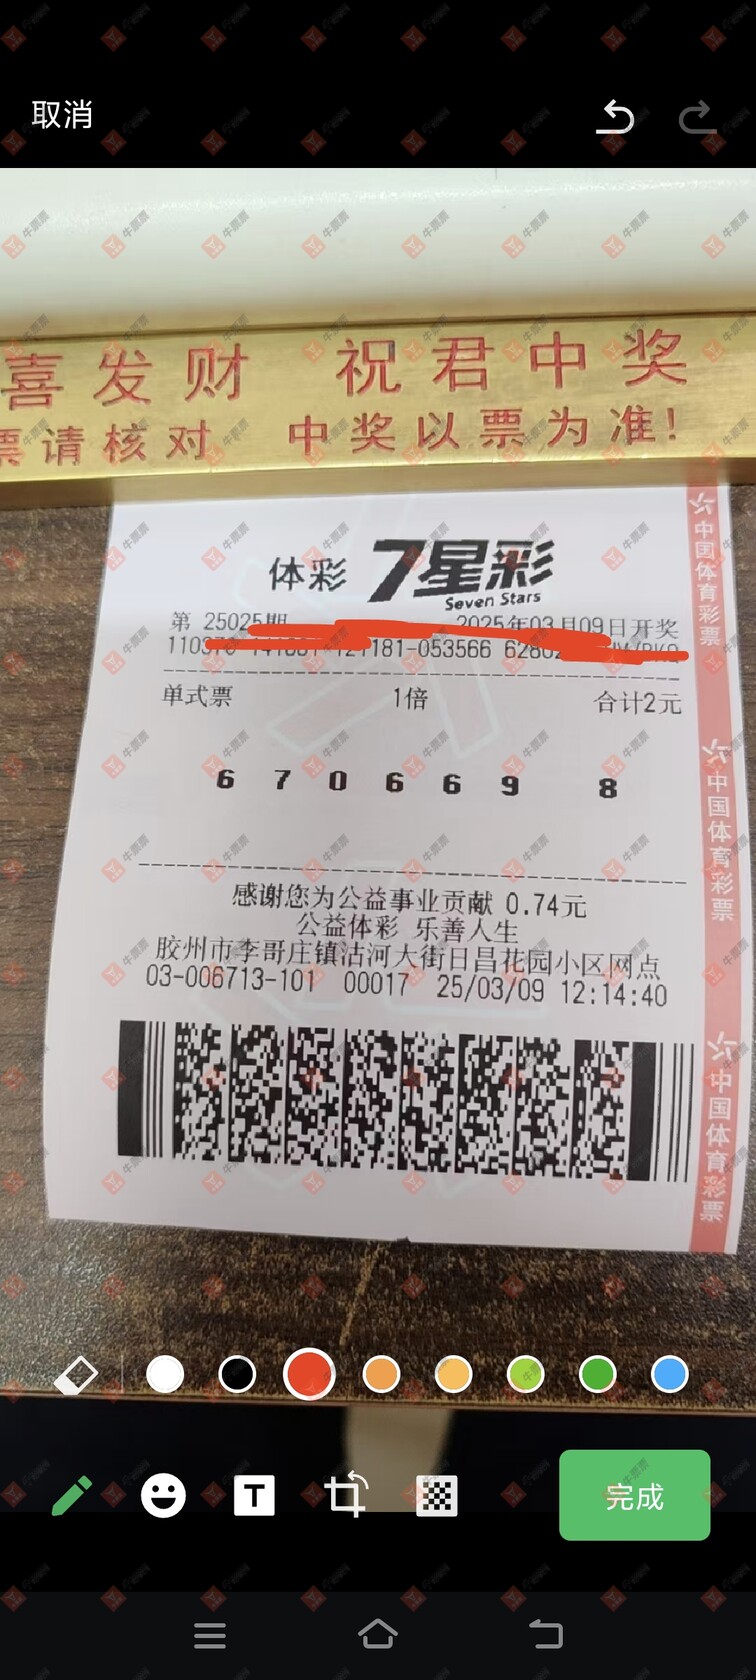 取消
喜发财 祝君中奖
票请核对 中奖以票为准!
体彩 7星彩
Seven Stars
第 25025期 2025年03月09日开奖
181-053566
单式票 1倍 合计2元
6 7 0 6 6 9 8
感谢您为公益事业贡献 0.74元
公益体彩 乐善人生
胶州市李哥庄镇沽河大街日昌花园小区网点
03-006713-101 00017 25/03/09 12:14:40
中国体育彩票
中国体育彩票
中国体育彩票
T
完成
牛票票